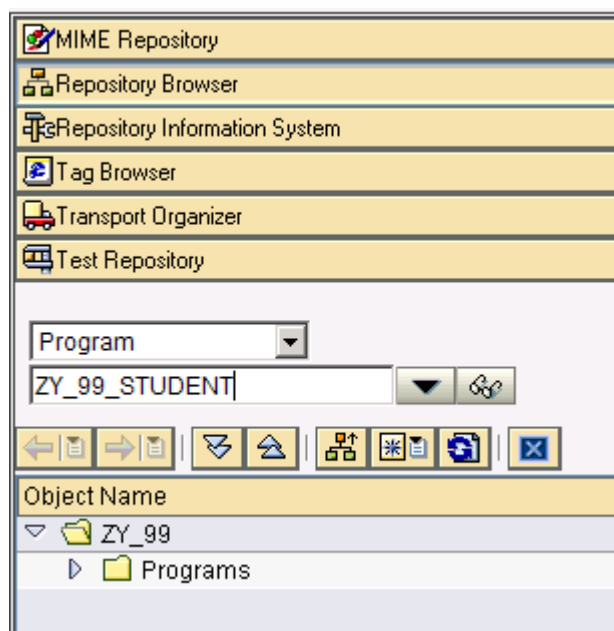 MIME Repository
Repository Browser
Repository Information System
Tag Browser
Transport Organizer
Test Repository
Program
ZY_99_STUDENT
Object Name
ZY_99
Programs